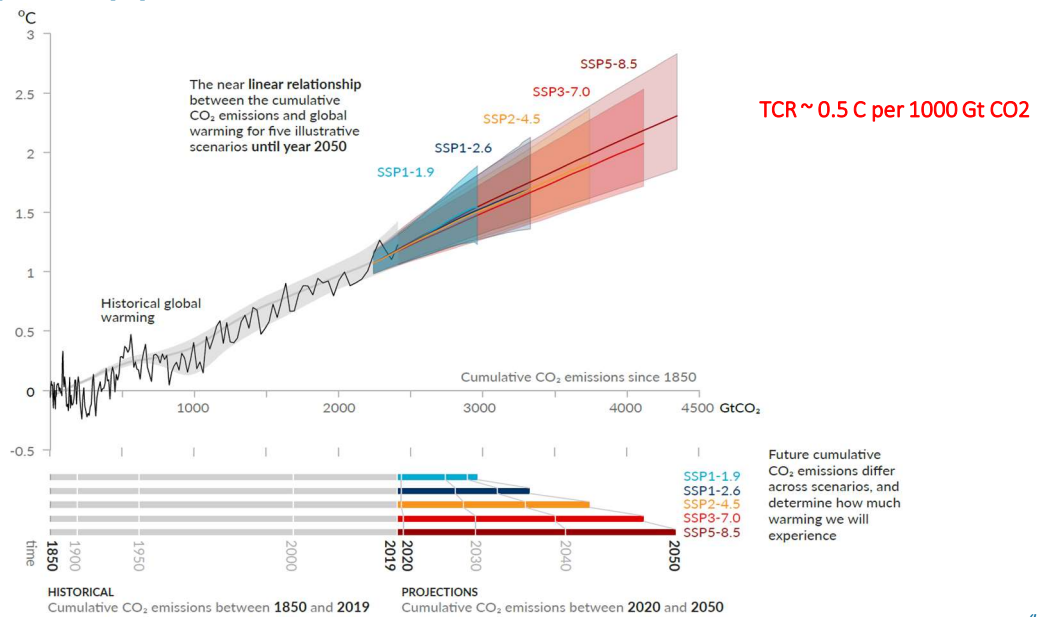 °C
3
SSP5-8.5
The near linear relationship
between the cumulative
CO₂ emissions and global
warming for five illustrative
scenarios until year 2050
2.5
SSP3-7.0
TCR ~ 0.5 C per 1000 Gt CO2
SSP2-4.5
2
SSP1-2.6
SSP1-1.9
1.5
1
Historical global
warming
0.5
Cumulative CO₂ emissions since 1850
0
1000 2000 3000 4000 4500 GtCO₂
-0.5
SSP1-1.9
SSP1-2.6
SSP2-4.5
SSP3-7.0
SSP5-8.5
Future cumulative
CO₂ emissions differ
across scenarios, and
determine how much
warming we will
experience
time 1850 1900 1950 2000 2019 2020 2030 2040 2050
HISTORICAL
Cumulative CO₂ emissions between 1850 and 2019
PROJECTIONS
Cumulative CO₂ emissions between 2020 and 2050